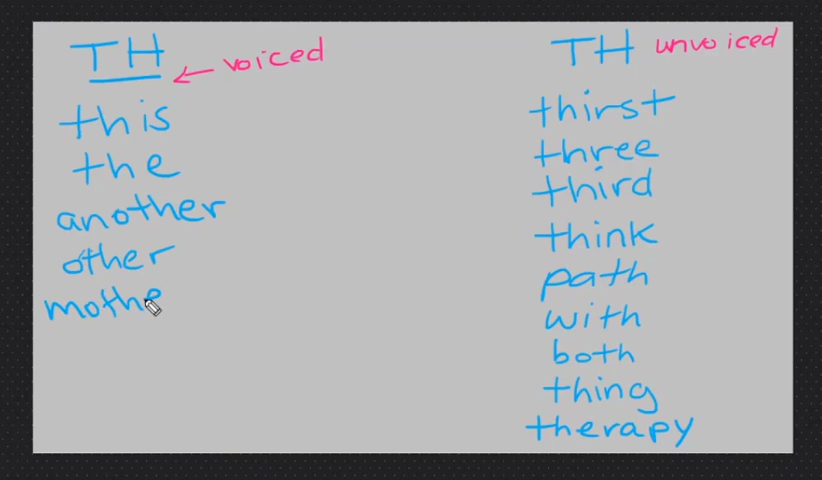 TH ← voiced
this
the
another
other
mothe
TH unvoiced
thirst
three
third
think
path
with
both
thing
therapy